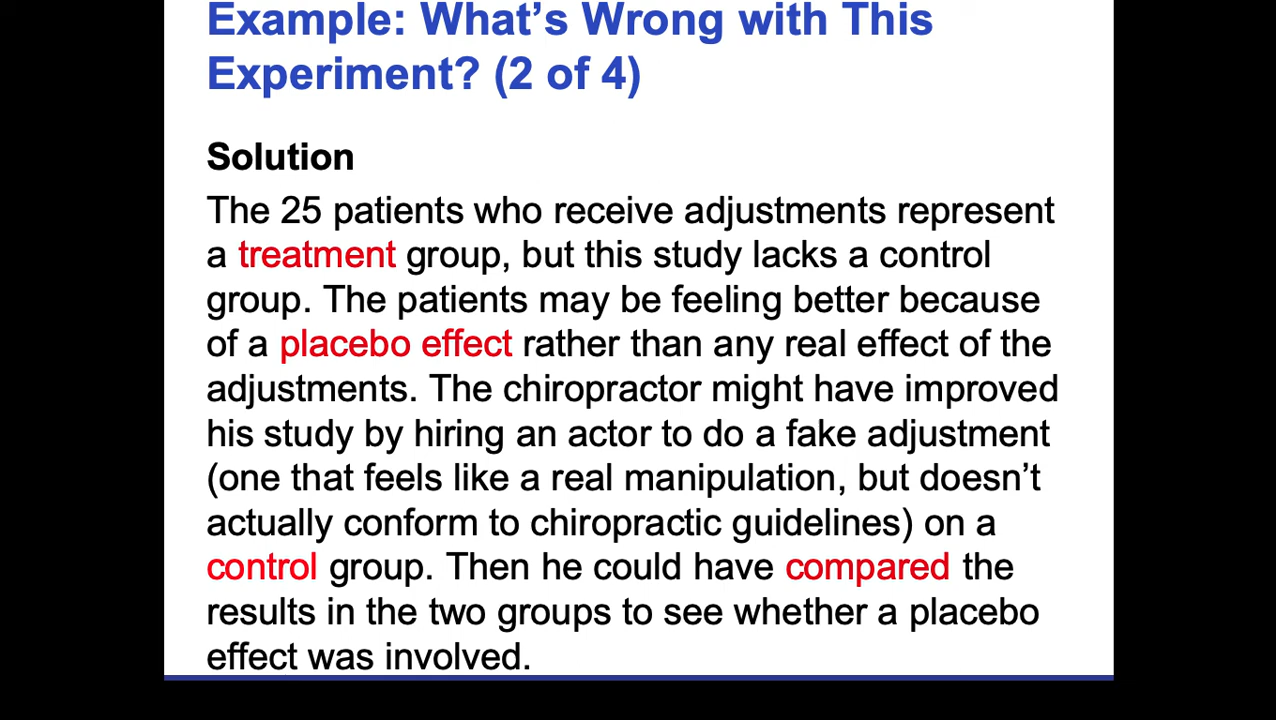 Example: What’s Wrong with This
Experiment? (2 of 4)
Solution
The 25 patients who receive adjustments represent
a treatment group, but this study lacks a control
group. The patients may be feeling better because
of a placebo effect rather than any real effect of the
adjustments. The chiropractor might have improved
his study by hiring an actor to do a fake adjustment
(one that feels like a real manipulation, but doesn’t
actually conform to chiropractic guidelines) on a
control group. Then he could have compared the
results in the two groups to see whether a placebo
effect was involved.